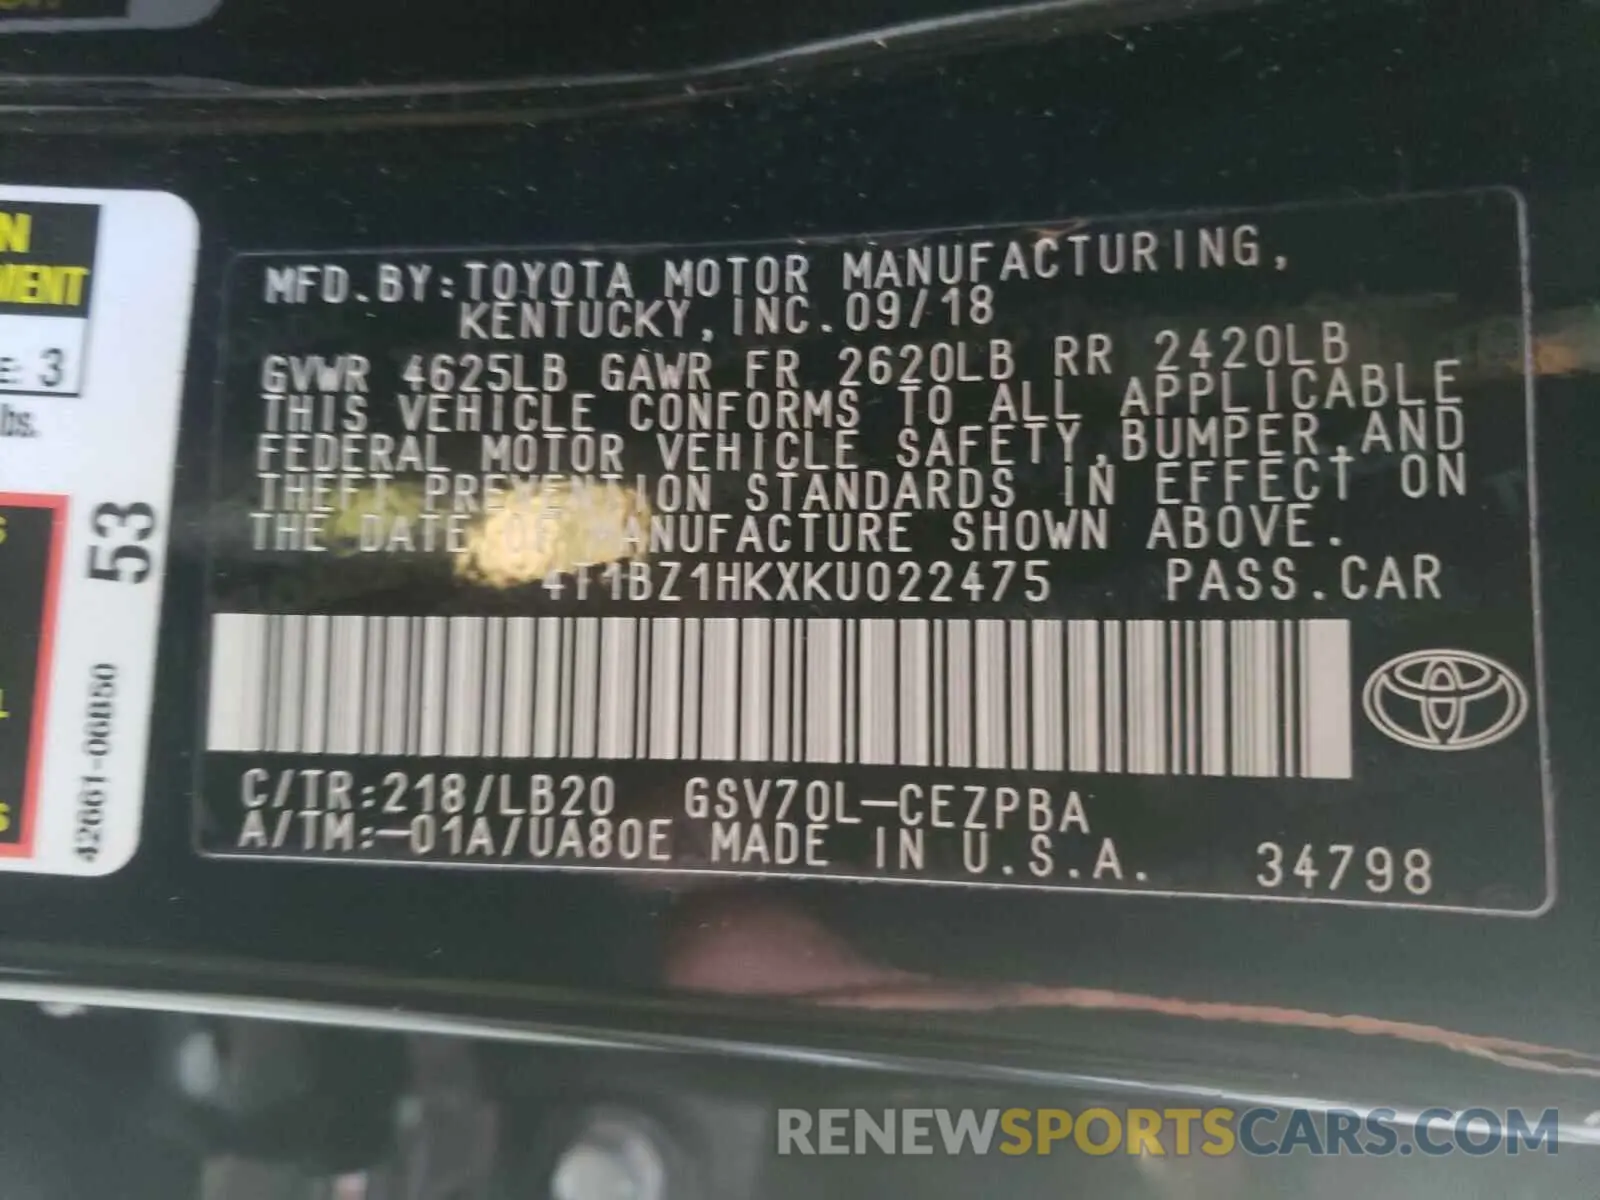 MFD.BY:TOYOTA MOTOR MANUFACTURING,
KENTUCKY, INC. 09/18
GVWR 4625LB GAWR FR 2620LB RR 2420LB
THIS VEHICLE CONFORMS TO ALL APPLICABLE
FEDERAL MOTOR VEHICLE SAFETY,BUMPER,AND
THEFT PREVENTION STANDARDS IN EFFECT ON
THE DATE OF MANUFACTURE SHOWN ABOVE.
4T1BZ1HKXKU022475 PASS.CAR
C/TR:218/LB20 GSV70L-CEZPBA
A/TM:-01A/UA80E MADE IN U.S.A. 34798
E: 3
lbs.
53
42661-06B50
RENEWSPORTSCARS.COM